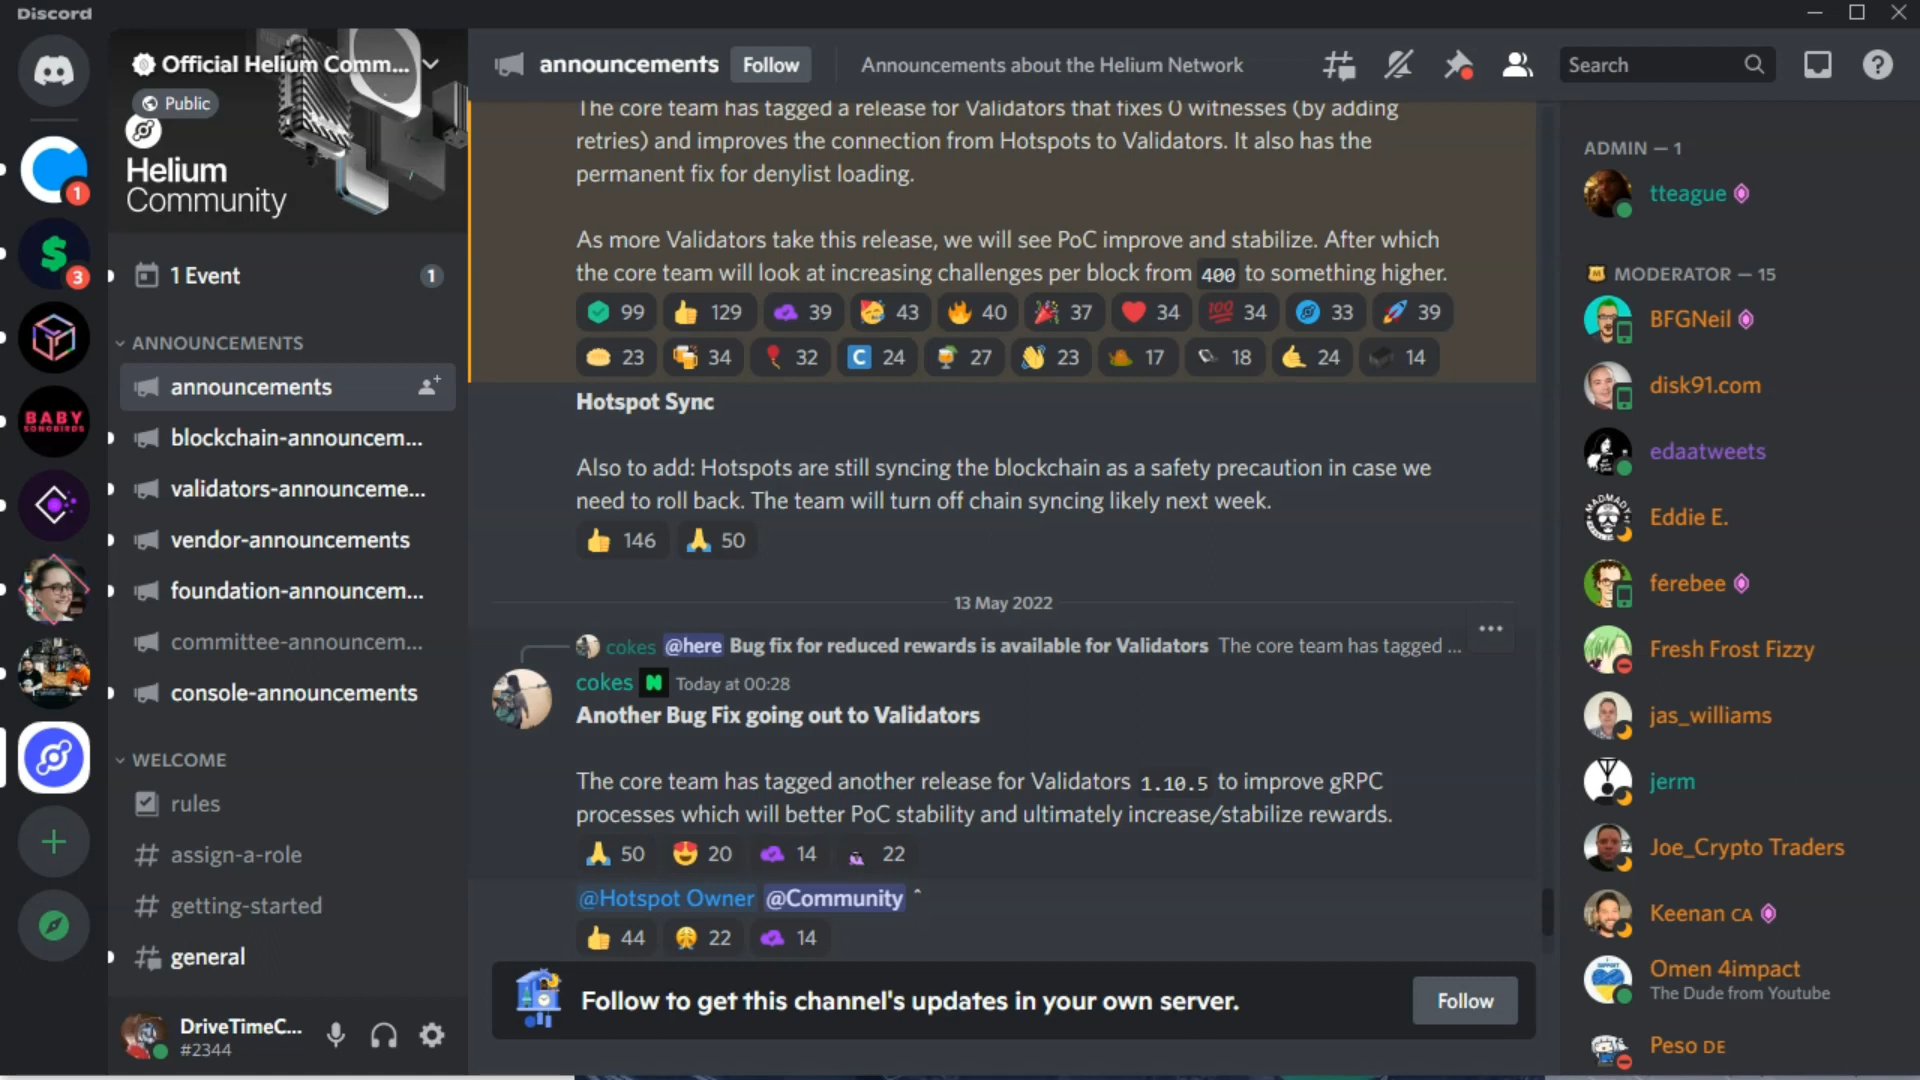 Discord
Official Helium Comm...
Public
Helium
Community
1 Event
1
ANNOUNCEMENTS
announcements
blockchain-announcem...
validators-announceme...
vendor-announcements
foundation-announcem...
committee-announcem...
console-announcements
WELCOME
rules
assign-a-role
getting-started
general
DriveTimeC...
#2344
1
3
BABY
SONGBIRDS
announcements
Follow
Announcements about the Helium Network
Search
The core team has tagged a release for Validators that fixes 0 witnesses (by adding
retries) and improves the connection from Hotspots to Validators. It also has the
permanent fix for denylist loading.
As more Validators take this release, we will see PoC improve and stabilize. After which
the core team will look at increasing challenges per block from 400 to something higher.
99 129 39 43 40 37 34 34 33 39
23 34 32 24 27 23 17 18 24 14
Hotspot Sync
Also to add: Hotspots are still syncing the blockchain as a safety precaution in case we
need to roll back. The team will turn off chain syncing likely next week.
146 50
13 May 2022
cokes @here Bug fix for reduced rewards is available for Validators The core team has tagged ...
cokes Today at 00:28
Another Bug Fix going out to Validators
The core team has tagged another release for Validators 1.10.5 to improve gRPC
processes which will better PoC stability and ultimately increase/stabilize rewards.
50 20 14 22
@Hotspot Owner @Community ^
44 22 14
Follow to get this channel's updates in your own server.
Follow
ADMIN — 1
tteague
MODERATOR — 15
BFGNeil
disk91.com
edaatweets
Eddie E.
ferebee
Fresh Frost Fizzy
jas_williams
jerm
Joe_Crypto Traders
Keenan CA
Omen 4impact
The Dude from Youtube
Peso DE